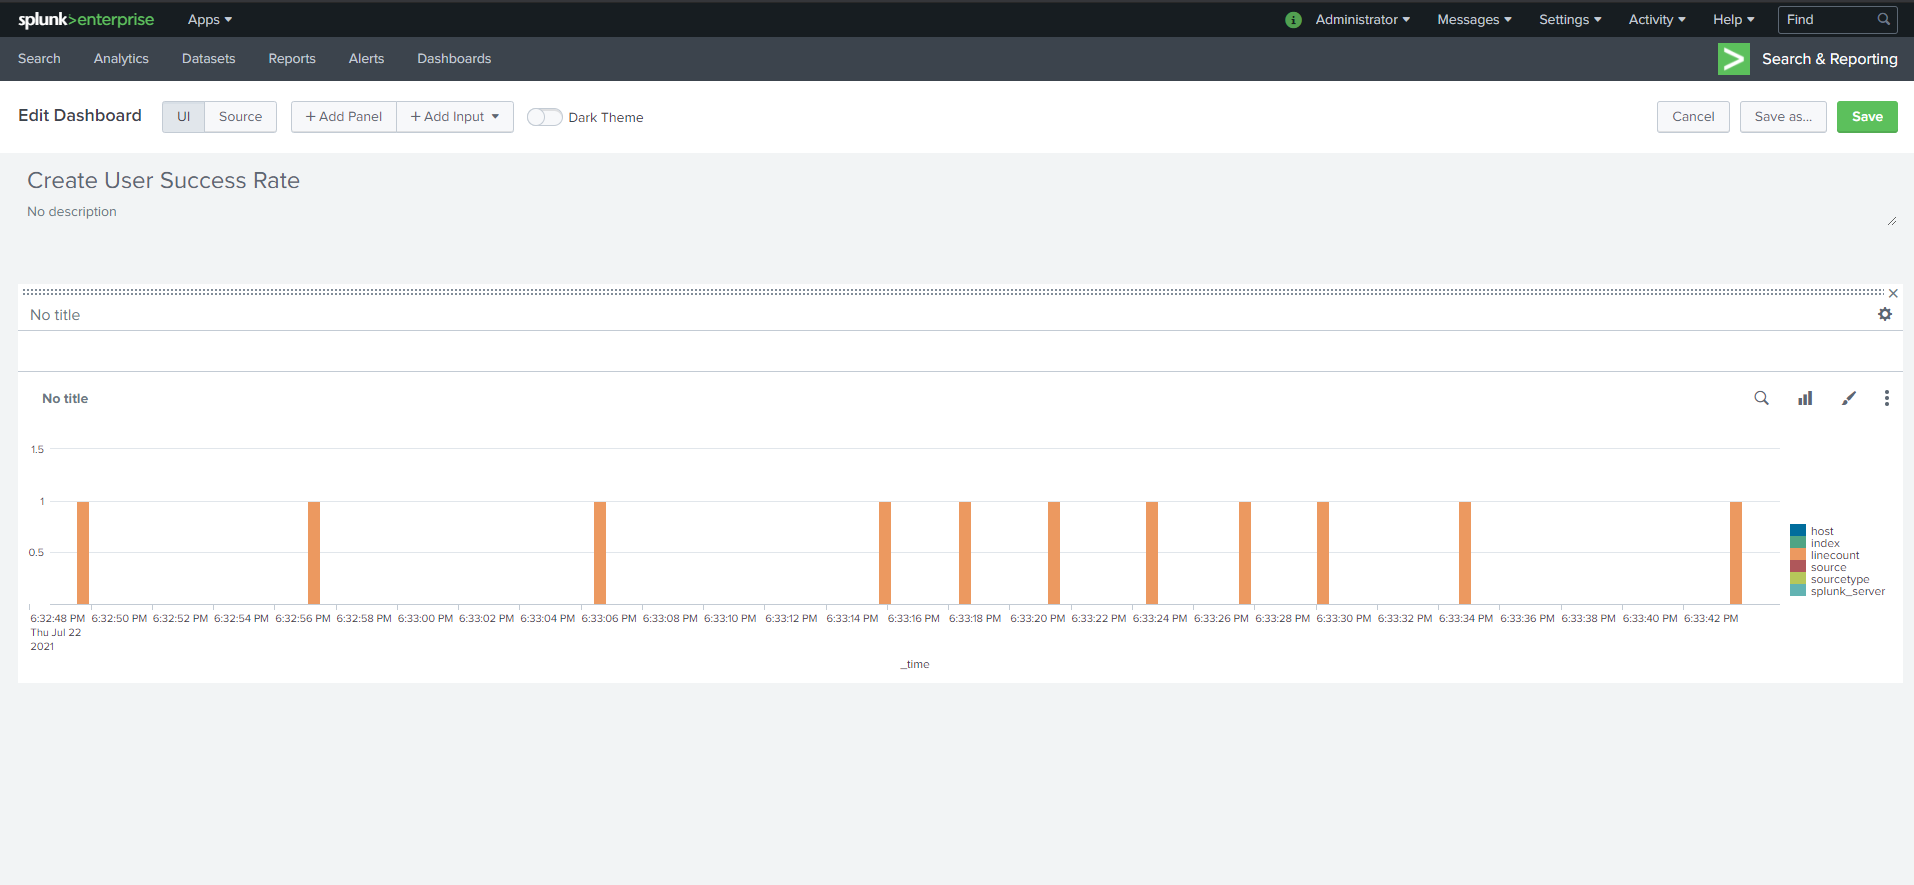 splunk>enterprise Apps Administrator Messages Settings Activity Help Find
Search Analytics Datasets Reports Alerts Dashboards Search & Reporting
Edit Dashboard UI Source + Add Panel + Add Input Dark Theme Cancel Save as... Save
Create User Success Rate
No description
No title
No title
1.5
1
0.5
host
index
linecount
source
sourcetype
splunk_server
6:32:48 PM 6:32:50 PM 6:32:52 PM 6:32:54 PM 6:32:56 PM 6:32:58 PM 6:33:00 PM 6:33:02 PM 6:33:04 PM 6:33:06 PM 6:33:08 PM 6:33:10 PM 6:33:12 PM 6:33:14 PM 6:33:16 PM 6:33:18 PM 6:33:20 PM 6:33:22 PM 6:33:24 PM 6:33:26 PM 6:33:28 PM 6:33:30 PM 6:33:32 PM 6:33:34 PM 6:33:36 PM 6:33:38 PM 6:33:40 PM 6:33:42 PM
Thu Jul 22
2021
_time